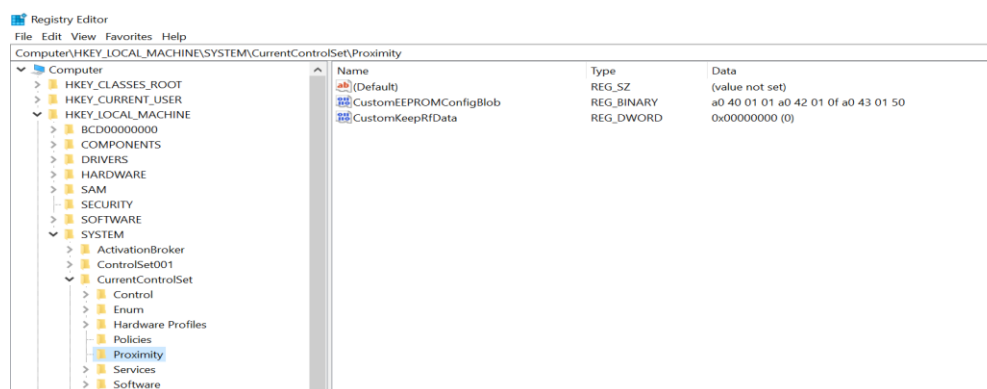 Registry Editor
File Edit View Favorites Help
Computer\HKEY_LOCAL_MACHINE\SYSTEM\CurrentControlSet\Proximity
Computer
HKEY_CLASSES_ROOT
HKEY_CURRENT_USER
HKEY_LOCAL_MACHINE
BCD00000000
COMPONENTS
DRIVERS
HARDWARE
SAM
SECURITY
SOFTWARE
SYSTEM
ActivationBroker
ControlSet001
CurrentControlSet
Control
Enum
Hardware Profiles
Policies
Proximity
Services
Software
Name Type Data
(Default) REG_SZ (value not set)
CustomEEPROMConfigBlob REG_BINARY a0 40 01 01 a0 42 01 0f a0 43 01 50
CustomKeepRfData REG_DWORD 0x00000000 (0)